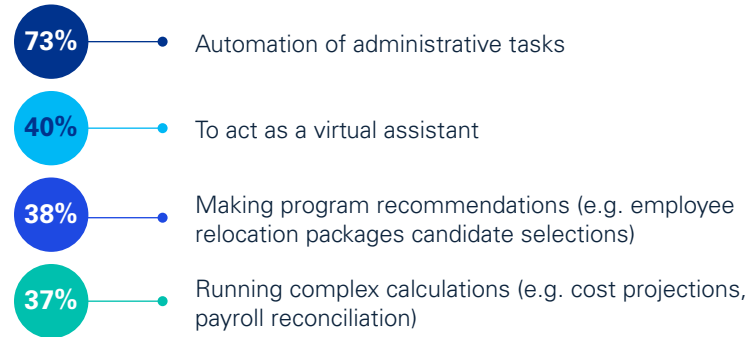 73%
Automation of administrative tasks
40%
To act as a virtual assistant
38%
Making program recommendations (e.g. employee
relocation packages candidate selections)
37%
Running complex calculations (e.g. cost projections,
payroll reconciliation)